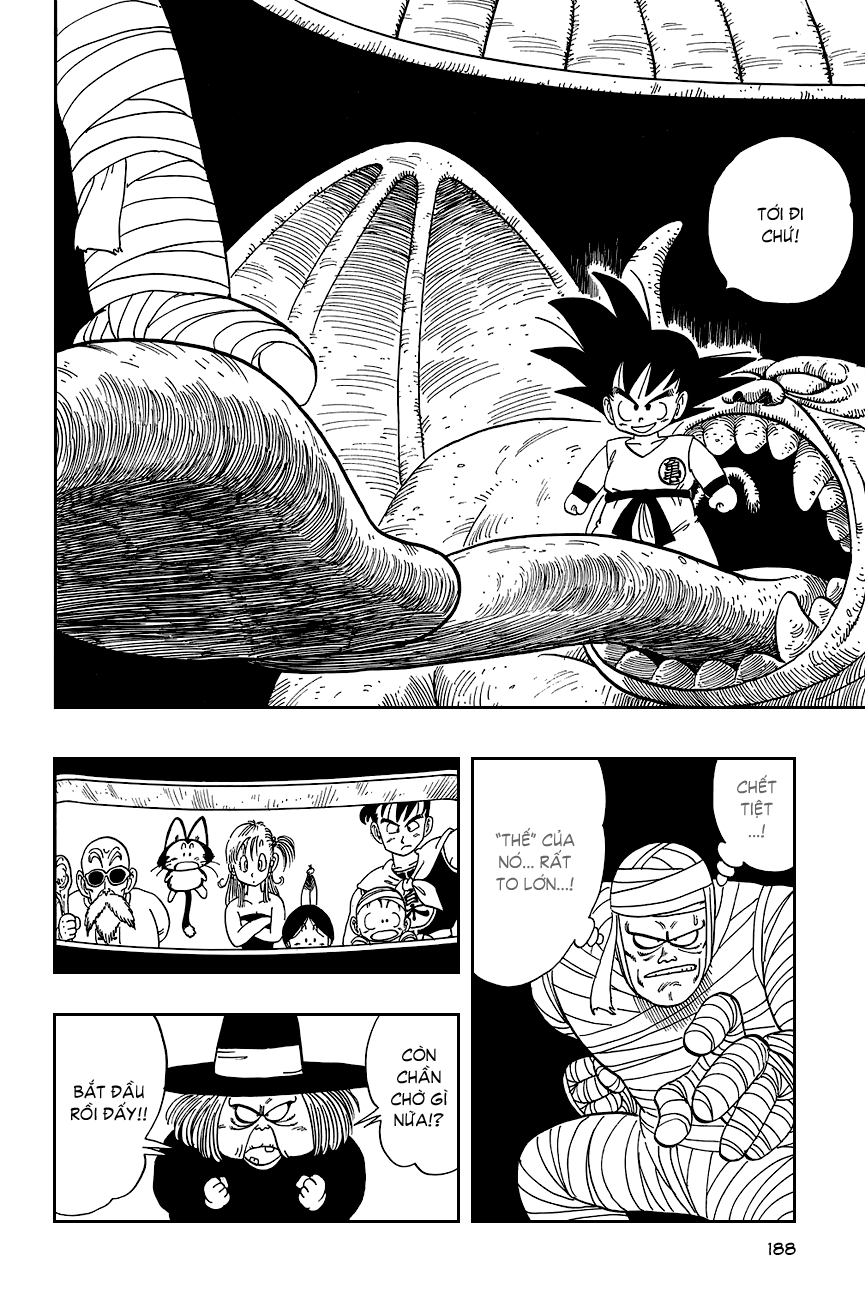 TỚI ĐI
CHỨ!
CHẾT
TIỆT
...!
"THẾ" CỦA
NÓ... RẤT
TO LỚN...!
CÒN
CHẦN
CHỜ GÌ
NỮA!?
BẮT ĐẦU
RỒI ĐẤY!!
188